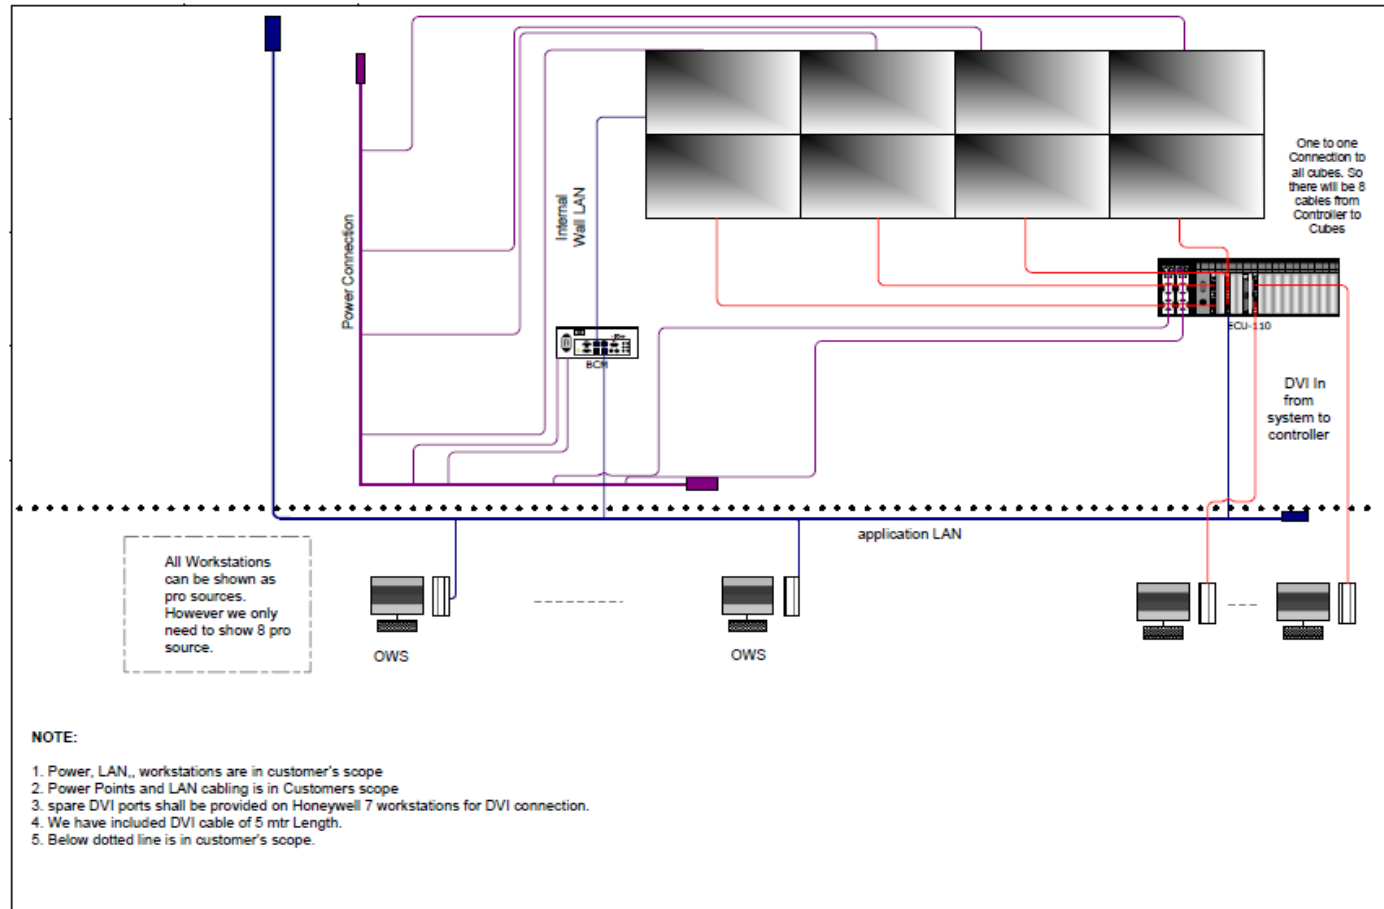 One to one
Connection to
all cubes. So
there will be 8
cables from
Controller to
Cubes
Internal
Wall LAN
Power Connection
ECU-110
BCM
DVI In
from
system to
controller
application LAN
All Workstations
can be shown as
pro sources.
However we only
need to show 8 pro
source.
OWS
OWS
NOTE:
1. Power, LAN,, workstations are in customer's scope
2. Power Points and LAN cabling is in Customers scope
3. spare DVI ports shall be provided on Honeywell 7 workstations for DVI connection.
4. We have included DVI cable of 5 mtr Length.
5. Below dotted line is in customer's scope.